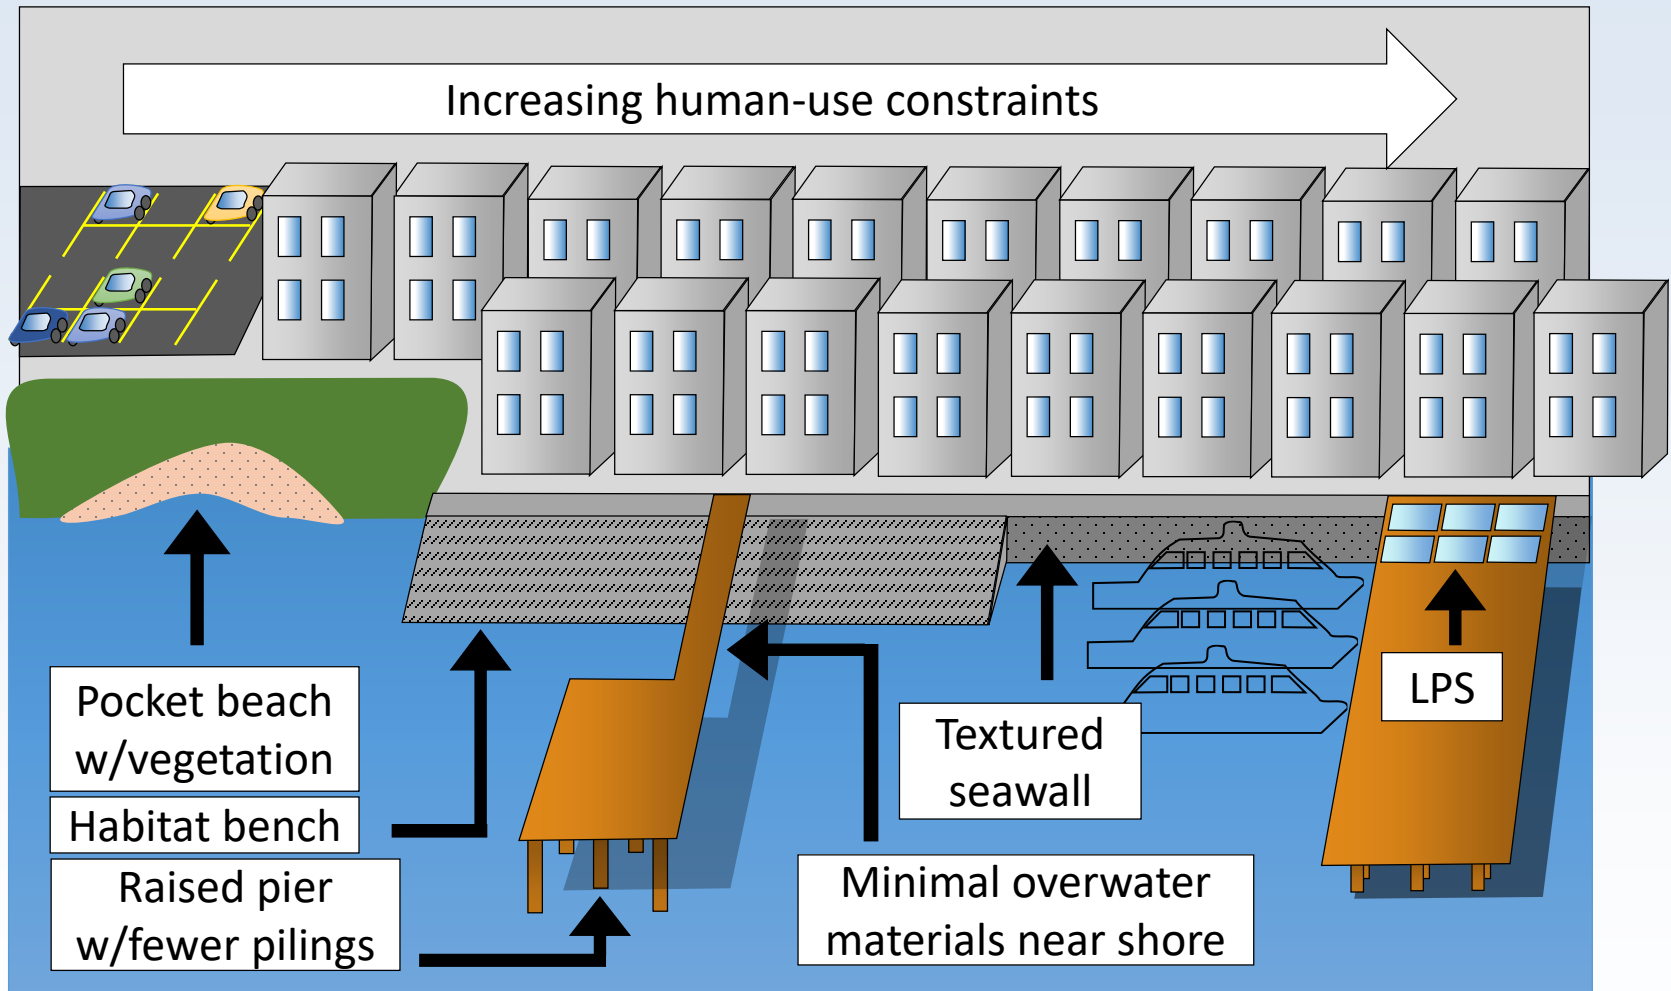 Increasing human-use constraints
Pocket beach
w/vegetation
Habitat bench
Raised pier
w/fewer pilings
Textured
seawall
Minimal overwater
materials near shore
LPS